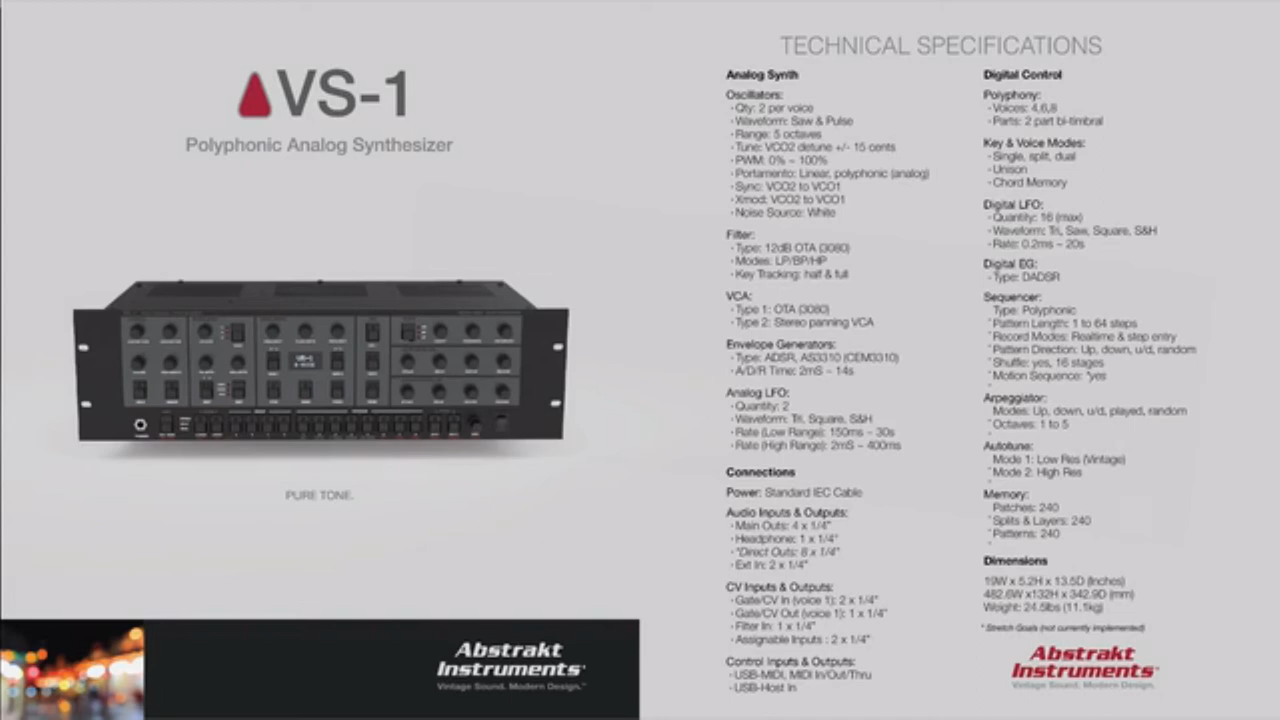 AVS-1
Polyphonic Analog Synthesizer
VS-1
PURE TONE.
Abstrakt
Instruments
Vintage Sound. Modern Design.™
TECHNICAL SPECIFICATIONS
Analog Synth
Oscillators:
- Qty: 2 per voice
- Waveform: Saw & Pulse
- Range: 5 octaves
- Tune: VCO2 detune +/- 15 cents
- PWM: 0% ~ 100%
- Portamento: Linear, polyphonic (analog)
- Sync: VCO2 to VCO1
- Xmod: VCO2 to VCO1
- Noise Source: White
Filter:
- Type: 12dB OTA (3080)
- Modes: LP/BP/HP
- Key Tracking: half & full
VCA:
- Type 1: OTA (3080)
- Type 2: Stereo panning VCA
Envelope Generators:
- Type: ADSR, AS3310 (CEM3310)
- A/D/R Time: 2mS ~ 14s
Analog LFO:
- Quantity: 2
- Waveform: Tri, Square, S&H
- Rate (Low Range): 150ms ~ 30s
- Rate (High Range): 2mS ~ 400ms
Connections
Power: Standard IEC Cable
Audio Inputs & Outputs:
- Main Outs: 4 x 1/4"
- Headphone: 1 x 1/4"
- *Direct Outs: 8 x 1/4"
- Ext In: 2 x 1/4"
CV Inputs & Outputs:
- Gate/CV In (voice 1): 2 x 1/4"
- Gate/CV Out (voice 1): 1 x 1/4"
- Filter In: 1 x 1/4"
- Assignable Inputs : 2 x 1/4"
Control Inputs & Outputs:
- USB-MIDI, MIDI In/Out/Thru
- USB-Host In
Digital Control
Polyphony:
- Voices: 4,6,8
- Parts: 2 part bi-timbral
Key & Voice Modes:
- Single, split, dual
- Unison
- Chord Memory
Digital LFO:
- Quantity: 16 (max)
- Waveform: Tri, Saw, Square, S&H
- Rate: 0.2ms ~ 20s
Digital EG:
- Type: DADSR
Sequencer:
Type: Polyphonic
- Pattern Length: 1 to 64 steps
- Record Modes: Realtime & step entry
- Pattern Direction: Up, down, u/d, random
- Shuffle: yes, 16 stages
- Motion Sequence: *yes
Arpeggiator:
Modes: Up, down, u/d, played, random
- Octaves: 1 to 5
Autotune:
Mode 1: Low Res (Vintage)
- Mode 2: High Res
Memory:
Patches: 240
- Splits & Layers: 240
- Patterns: 240
Dimensions
19W x 5.2H x 13.5D (Inches)
482.6W x132H x 342.9D (mm)
Weight: 24.5lbs (11.1kg)
* Stretch Goals (not currently implemented)
Abstrakt
Instruments™
Vintage Sound. Modern Design.